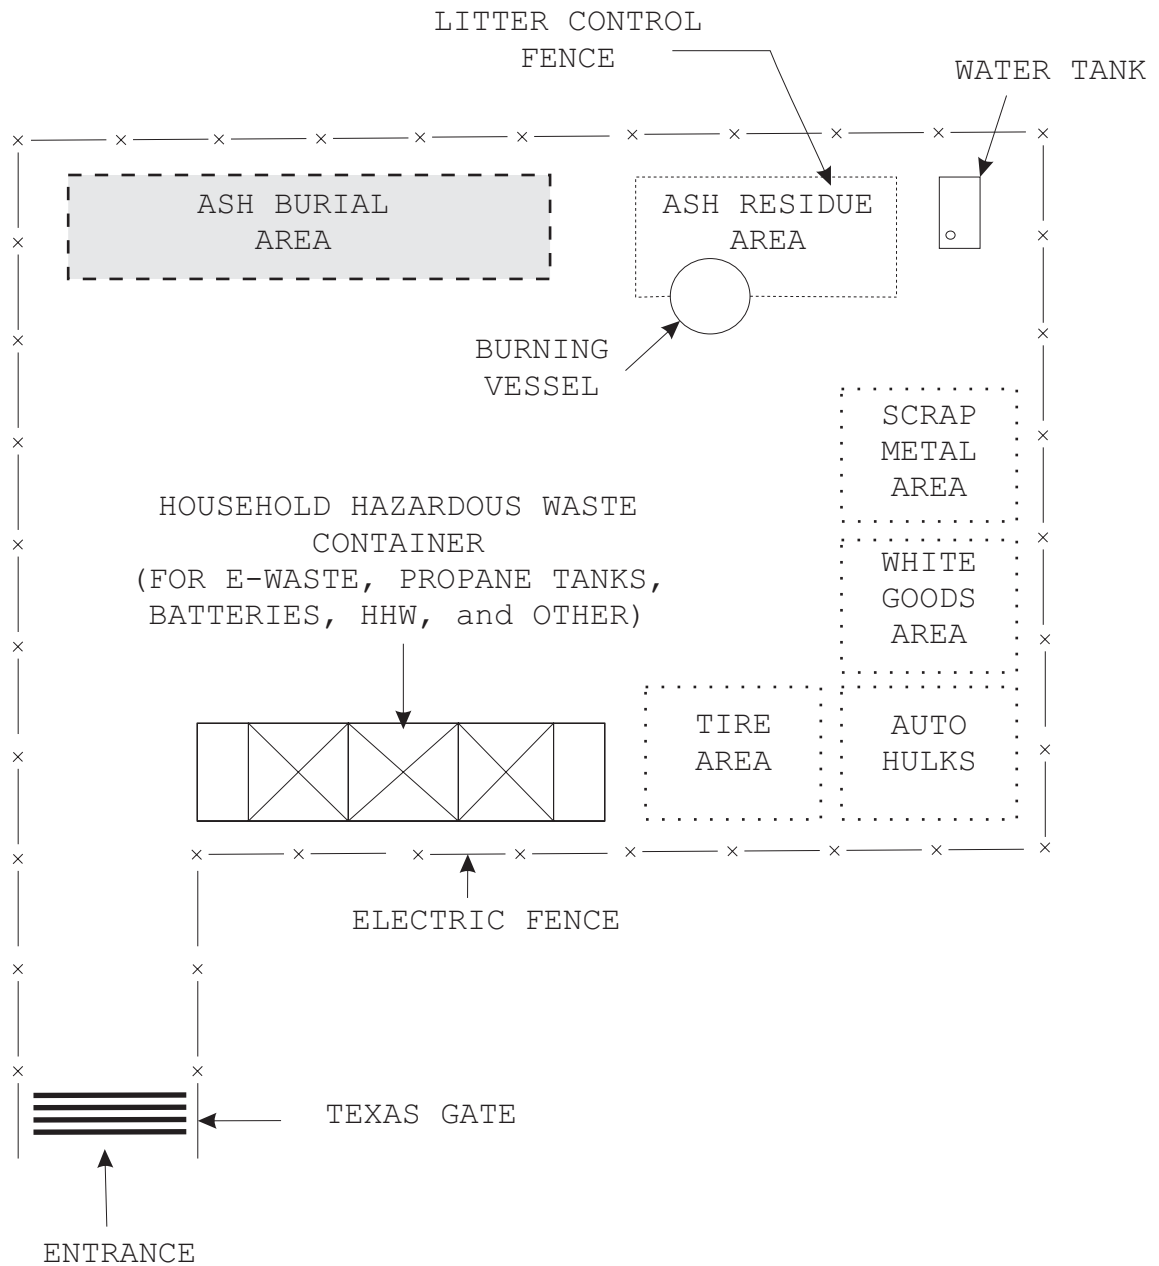 LITTER CONTROL
FENCE
WATER TANK
ASH BURIAL
AREA
ASH RESIDUE
AREA
BURNING
VESSEL
SCRAP
METAL
AREA
HOUSEHOLD HAZARDOUS WASTE
CONTAINER
(FOR E-WASTE, PROPANE TANKS,
BATTERIES, HHW, and OTHER)
WHITE
GOODS
AREA
TIRE
AREA
AUTO
HULKS
ELECTRIC FENCE
TEXAS GATE
ENTRANCE